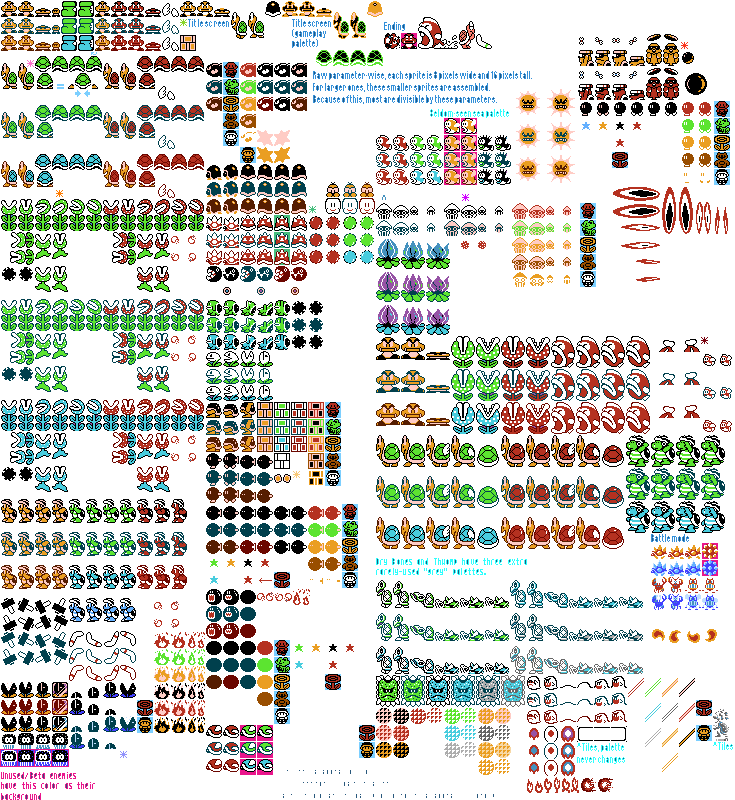 Title screen
Title screen
(gameplay
palette)
Ending
Raw parameter-wise, each sprite is 8 pixels wide and 16 pixels tall.
For larger ones, these smaller sprites are assembled.
Because of this, most are divisible by these parameters.
Seldom seen sea palette
Battle mode
Dry Bones and Thwomp have three extra
rarely-used "grey" palettes.
*Tiles, palette
never changes
*Tiles
Unused/beta enemies
have this color as their
background